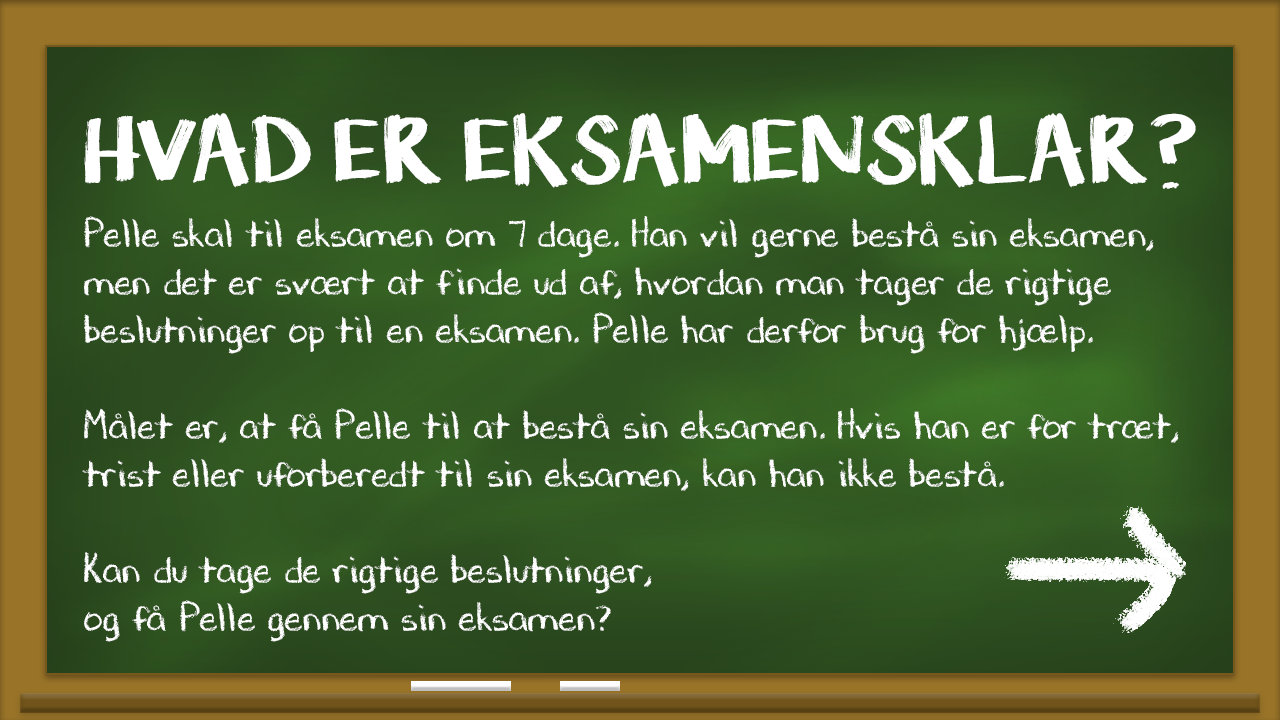 HVAD ER EKSAMENSKLAR?
Pelle skal til eksamen om 7 dage. Han vil gerne bestå sin eksamen,
men det er svært at finde ud af, hvordan man tager de rigtige
beslutninger op til en eksamen. Pelle har derfor brug for hjælp.
Målet er, at få Pelle til at bestå sin eksamen. Hvis han er for træt,
trist eller uforberedt til sin eksamen, kan han ikke bestå.
Kan du tage de rigtige beslutninger,
og få Pelle gennem sin eksamen?